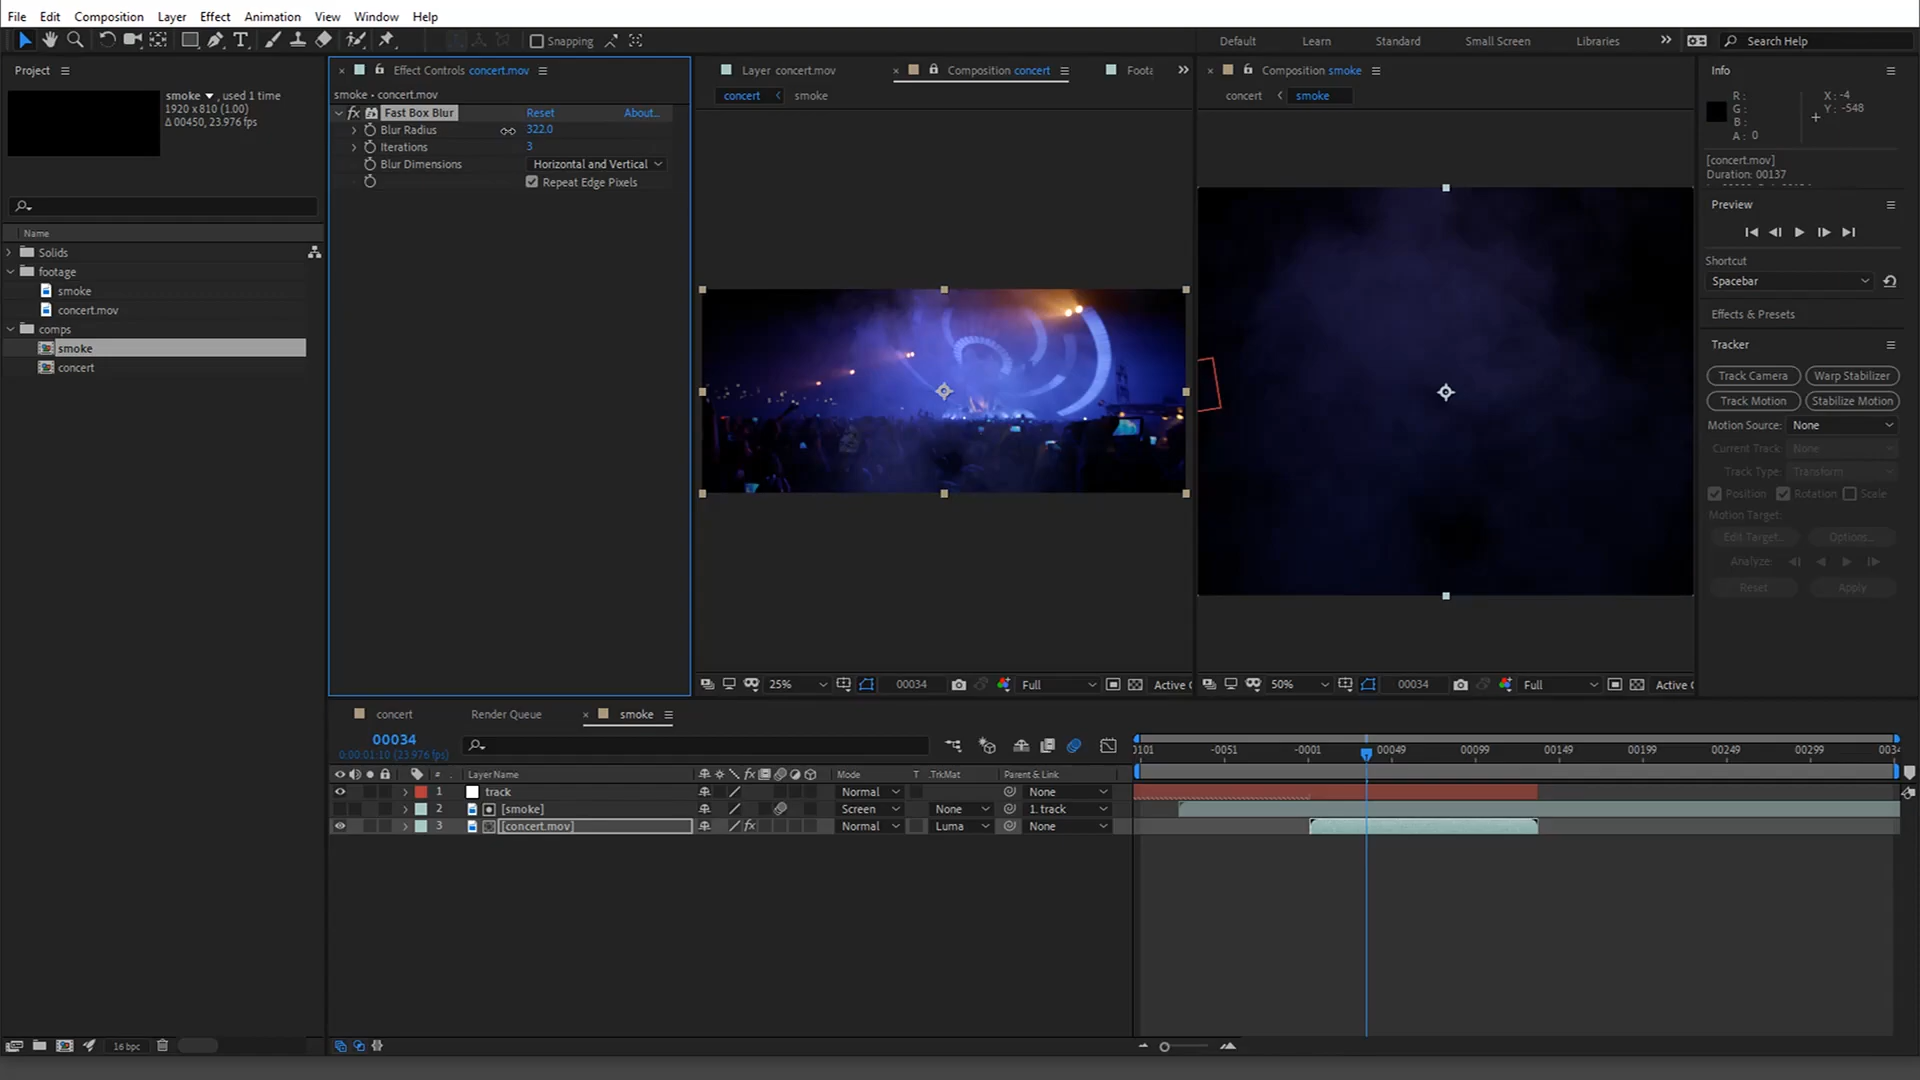 File Edit Composition Layer Effect Animation View Window Help
Snapping
Default Learn Standard Small Screen Libraries Search Help
Project
smoke, used 1 time
1920 x 810 (1.00)
Δ 00450, 23.976 fps
Name
Solids
footage
smoke
concert.mov
comps
smoke
concert
16 bpc
Effect Controls concert.mov
smoke • concert.mov
fx Fast Box Blur Reset About...
Blur Radius 322.0
Iterations 3
Blur Dimensions Horizontal and Vertical
Repeat Edge Pixels
Layer concert.mov Composition concert
concert smoke
25% 00034 Full
Composition smoke
concert smoke
50% 00034 Full
Info
R:
G:
B:
A: 0
X: -4
Y: -548
[concert.mov]
Duration: 00137
Preview
Shortcut
Spacebar
Effects & Presets
Tracker
Track Camera Warp Stabilizer
Track Motion Stabilize Motion
Motion Source: None
Current Track: None
Track Type: Transform
Position Rotation Scale
Motion Target:
Edit Target... Options...
Analyze:
Reset Apply
concert Render Queue smoke
00034
0:00:01:10 (23.976 fps)
# Layer Name fx Mode T .TrkMat Parent & Link
-0051 -0001 00049 00099 00149 00199 00249 00299
1 track Normal None
2 [smoke] Screen None 1. track
3 [concert.mov] fx Normal Luma None